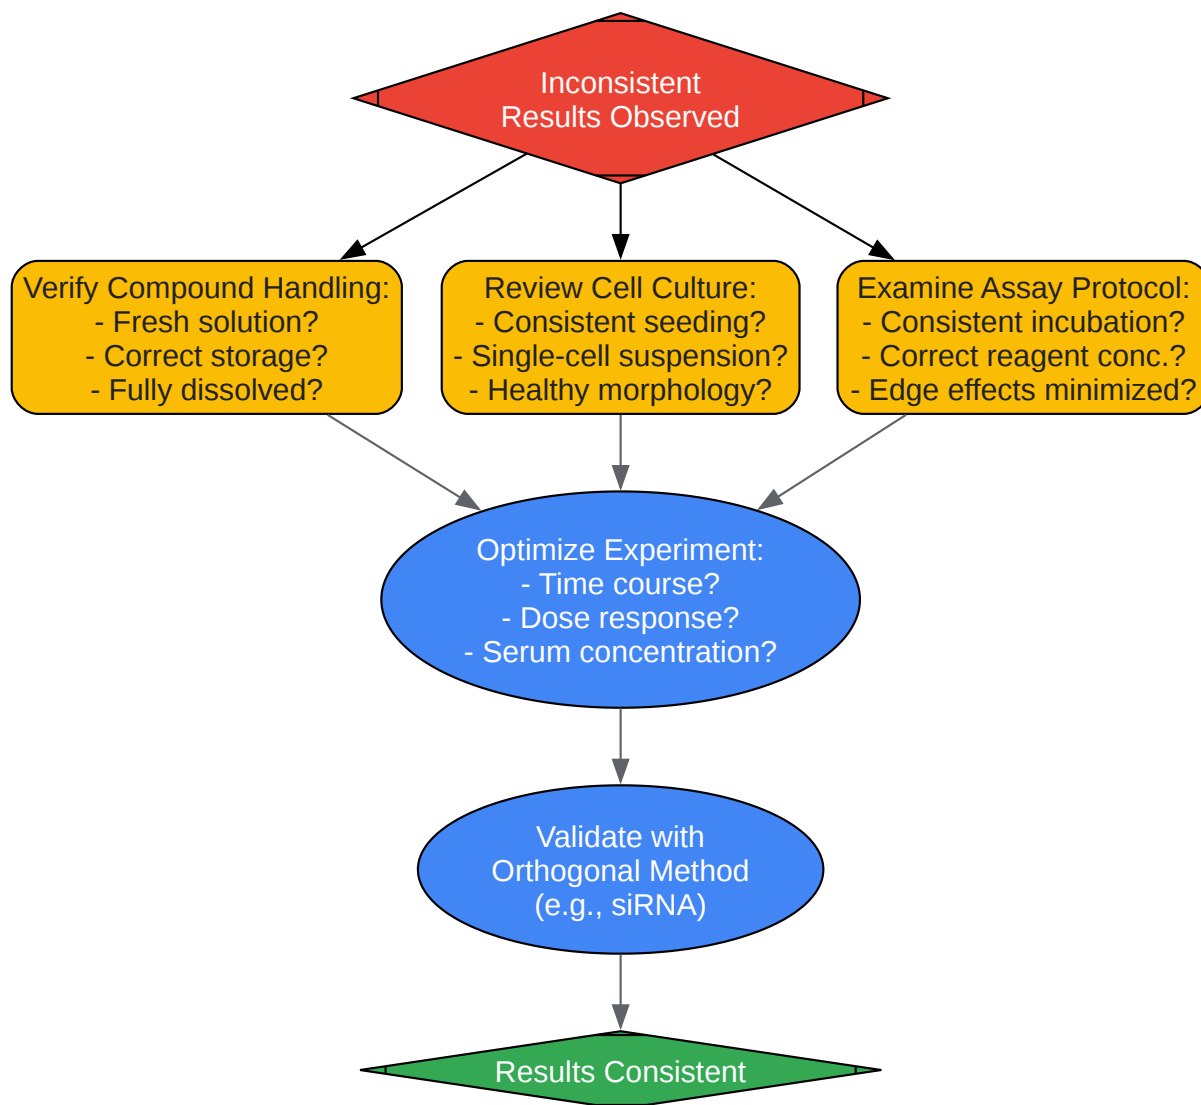 Inconsistent
Results Observed
Verify Compound Handling:
- Fresh solution?
- Correct storage?
- Fully dissolved?
Review Cell Culture:
- Consistent seeding?
- Single-cell suspension?
- Healthy morphology?
Examine Assay Protocol:
- Consistent incubation?
- Correct reagent conc.?
- Edge effects minimized?
Optimize Experiment:
- Time course?
- Dose response?
- Serum concentration?
Validate with
Orthogonal Method
(e.g., siRNA)
Results Consistent